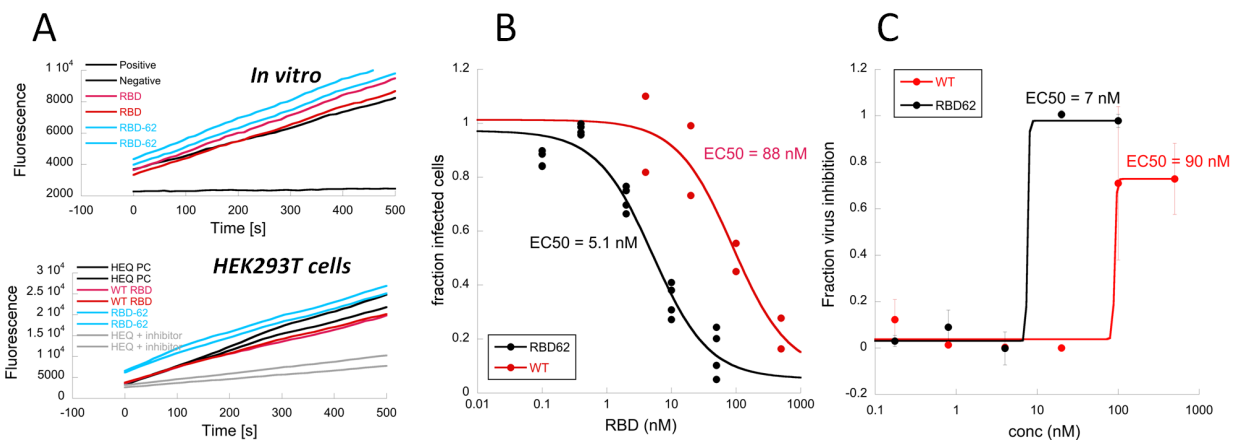 A
In vitro
Positive
Negative
RBD
RBD
RBD-62
RBD-62
Fluorescence
1 10⁴
8000
6000
4000
2000
-100
0
100
200
300
400
500
Time [s]
HEK293T cells
HEQ PC
HEQ PC
WT RBD
WT RBD
RBD-62
RBD-62
HEQ + inhibitor
HEQ + inhibitor
Fluorescence
3 10⁴
2.5 10⁴
2 10⁴
1.5 10⁴
1 10⁴
5000
0
-100
0
100
200
300
400
500
Time [s]
B
fraction infected cells
1.2
1
0.8
0.6
0.4
0.2
0
EC50 = 88 nM
EC50 = 5.1 nM
RBD62
WT
0.01
0.1
1
10
100
1000
RBD (nM)
C
Fraction virus inhibition
1.2
1
0.8
0.6
0.4
0.2
0
-0.2
WT
RBD62
EC50 = 7 nM
EC50 = 90 nM
0.1
1
10
100
1000
conc (nM)